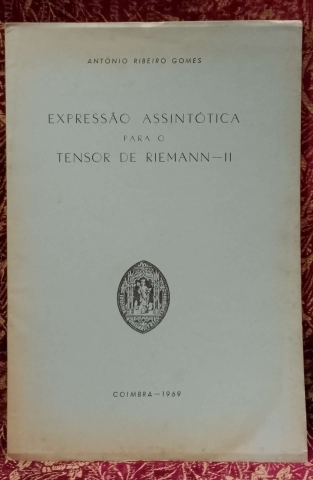 ANTÓNIO RIBEIRO GOMES
EXPRESSÃO ASSINTÓTICA
PARA O
TENSOR DE RIEMANN—II
COIMBRA—1969